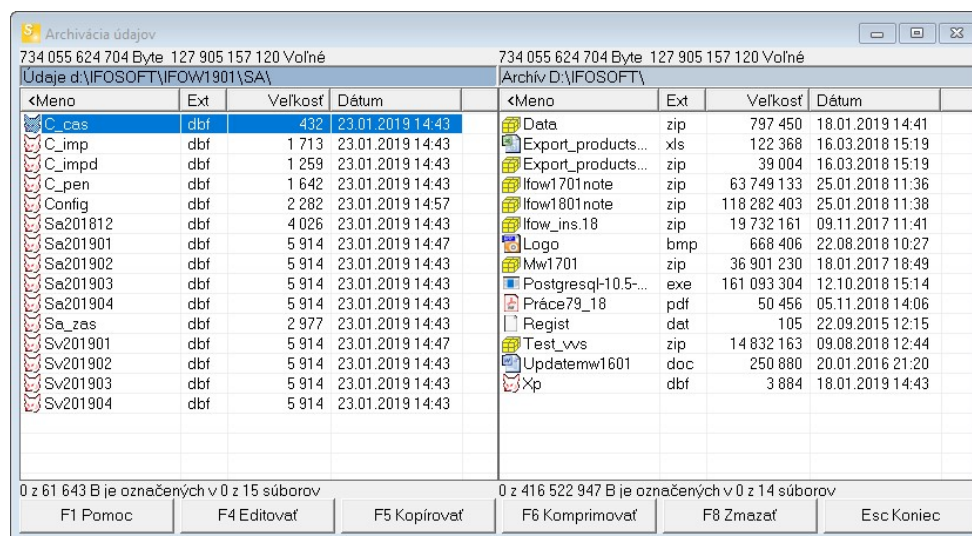 Archivácia údajov
734 055 624 704 Byte 127 905 157 120 Voľné
Údaje d:\IFOSOFT\IFOW1901\SA\
<Meno Ext Veľkosť Dátum
C_cas dbf 432 23.01.2019 14:43
C_imp dbf 1 713 23.01.2019 14:43
C_impd dbf 1 259 23.01.2019 14:43
C_pen dbf 1 642 23.01.2019 14:43
Config dbf 2 282 23.01.2019 14:57
Sa201812 dbf 4 026 23.01.2019 14:43
Sa201901 dbf 5 914 23.01.2019 14:47
Sa201902 dbf 5 914 23.01.2019 14:43
Sa201903 dbf 5 914 23.01.2019 14:43
Sa201904 dbf 5 914 23.01.2019 14:43
Sa_zas dbf 2 977 23.01.2019 14:43
Sv201901 dbf 5 914 23.01.2019 14:47
Sv201902 dbf 5 914 23.01.2019 14:43
Sv201903 dbf 5 914 23.01.2019 14:43
Sv201904 dbf 5 914 23.01.2019 14:43
0 z 61 643 B je označených v 0 z 15 súborov
734 055 624 704 Byte 127 905 157 120 Voľné
Archív D:\IFOSOFT\
<Meno Ext Veľkosť Dátum
Data zip 797 450 18.01.2019 14:41
Export_products... xls 122 368 16.03.2018 15:19
Export_products... zip 39 004 16.03.2018 15:19
Ifow1701note zip 63 749 133 25.01.2018 11:36
Ifow1801note zip 118 282 403 25.01.2018 11:38
Ifow_ins.18 zip 19 732 161 09.11.2017 11:41
Logo bmp 668 406 22.08.2018 10:27
Mw1701 zip 36 901 230 18.01.2017 18:49
Postgresql-10.5-... exe 161 093 304 12.10.2018 15:14
Práce79_18 pdf 50 456 05.11.2018 14:06
Regist dat 105 22.09.2015 12:15
Test_vvs zip 14 832 163 09.08.2018 12:44
Updatemw1601 doc 250 880 20.01.2016 21:20
Xp dbf 3 884 18.01.2019 14:43
0 z 416 522 947 B je označených v 0 z 14 súborov
F1 Pomoc F4 Editovať F5 Kopírovať F6 Komprimovať F8 Zmazať Esc Koniec